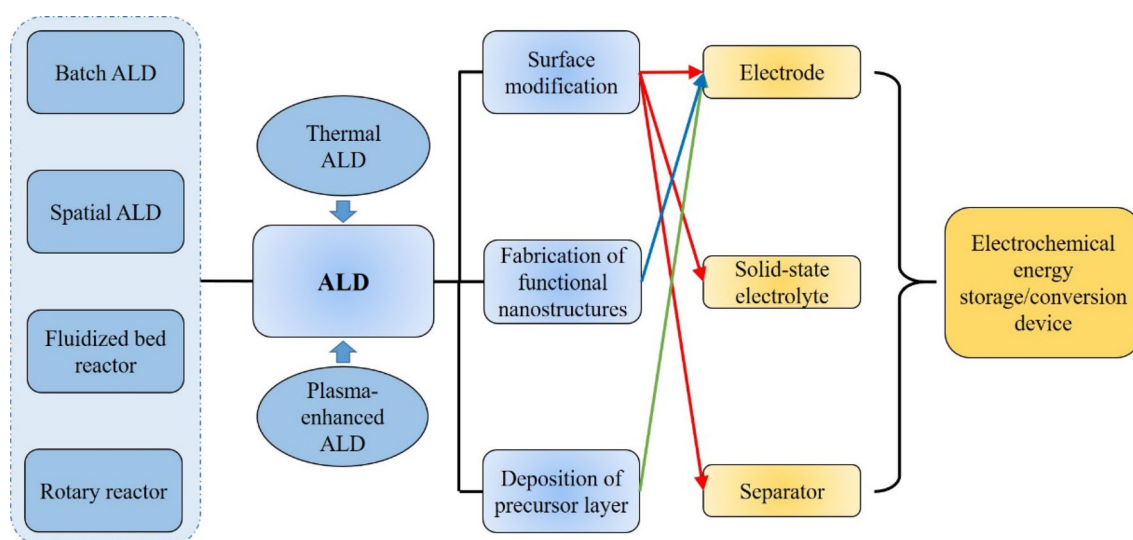 Batch ALD
Spatial ALD
Fluidized bed
reactor
Rotary reactor
Thermal
ALD
ALD
Plasma-
enhanced
ALD
Surface
modification
Fabrication of
functional
nanostructures
Deposition of
precursor layer
Electrode
Solid-state
electrolyte
Separator
Electrochemical
energy
storage/conversion
device